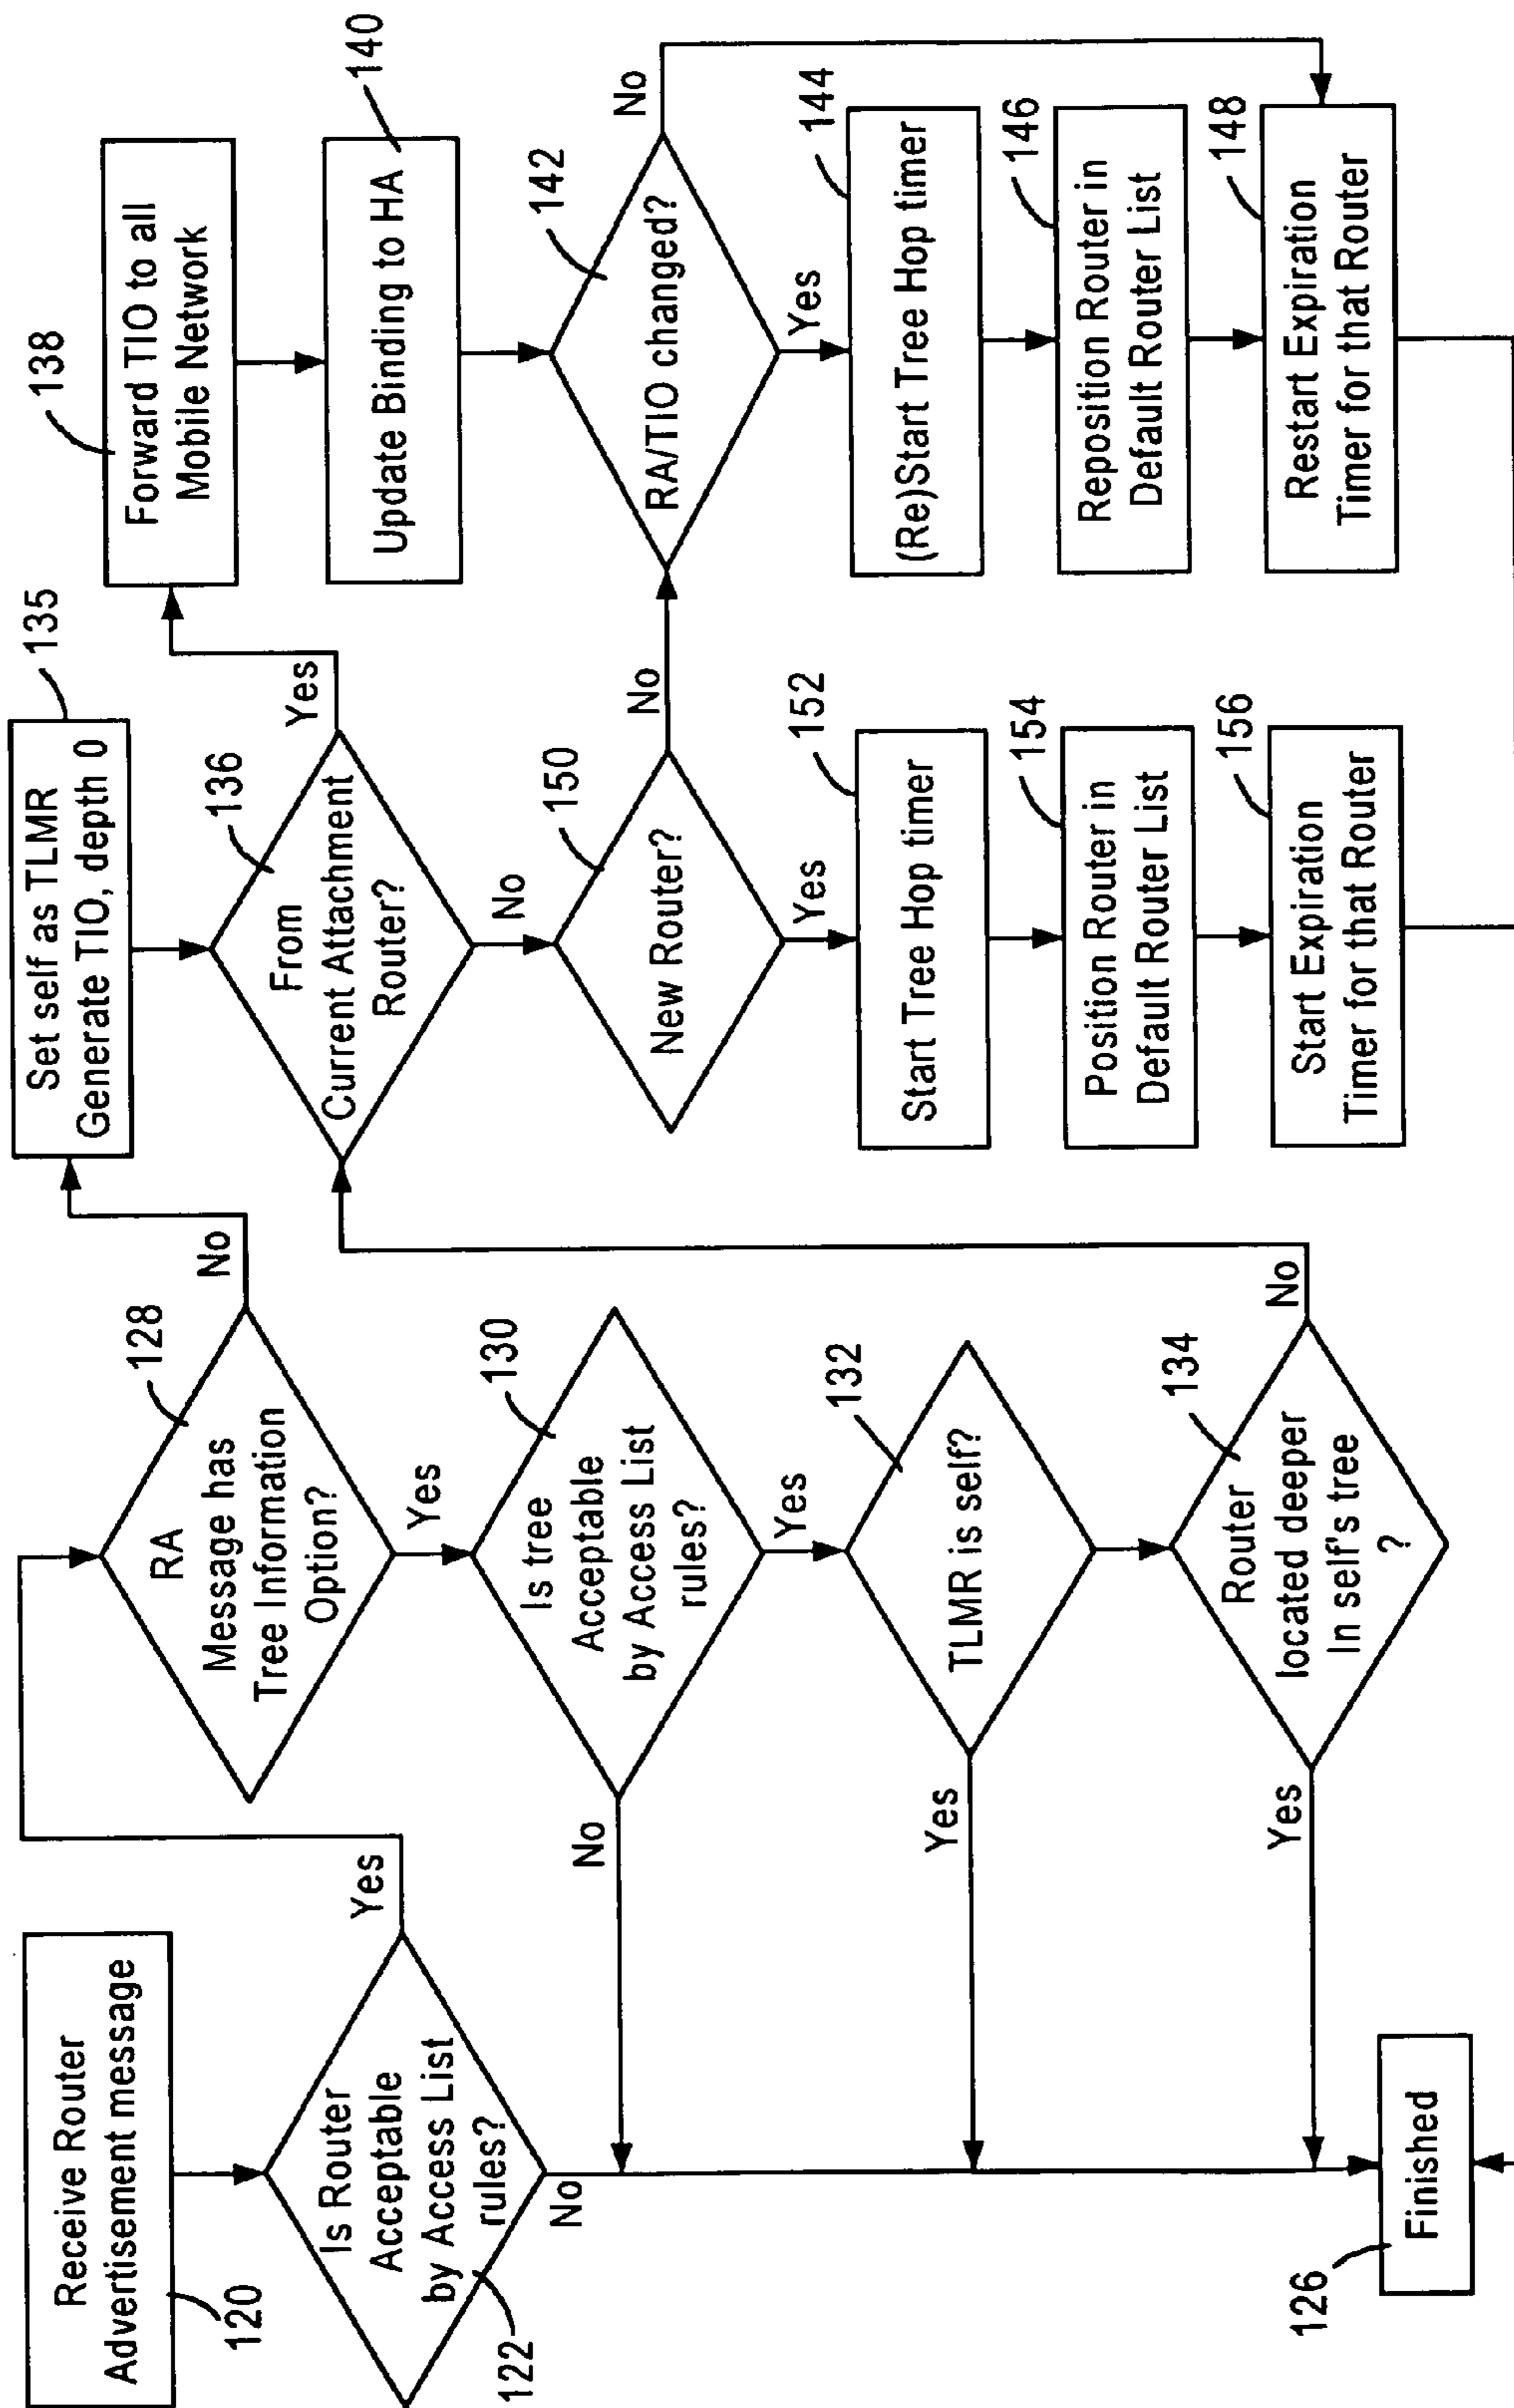 Receive Router
Advertisement message
120
Is Router
Acceptable
by Access List
rules?
122
Yes
No
Finished
126
RA
Message has
Tree Information
Option?
128
No
Yes
Is tree
Acceptable
by Access List
rules?
130
No
Yes
TLMR is self?
132
Yes
Router
located deeper
In self's tree
?
134
Yes
No
Set self as TLMR
Generate TIO, depth 0
135
From
Current Attachment
Router?
136
Yes
No
New Router?
150
No
Yes
Start Tree Hop timer
152
Position Router in
Default Router List
154
Start Expiration
Timer for that Router
156
Forward TIO to all
Mobile Network
138
Update Binding to HA
140
RA/TIO changed?
142
No
Yes
(Re)Start Tree Hop timer
144
Reposition Router in
Default Router List
146
Restart Expiration
Timer for that Router
148